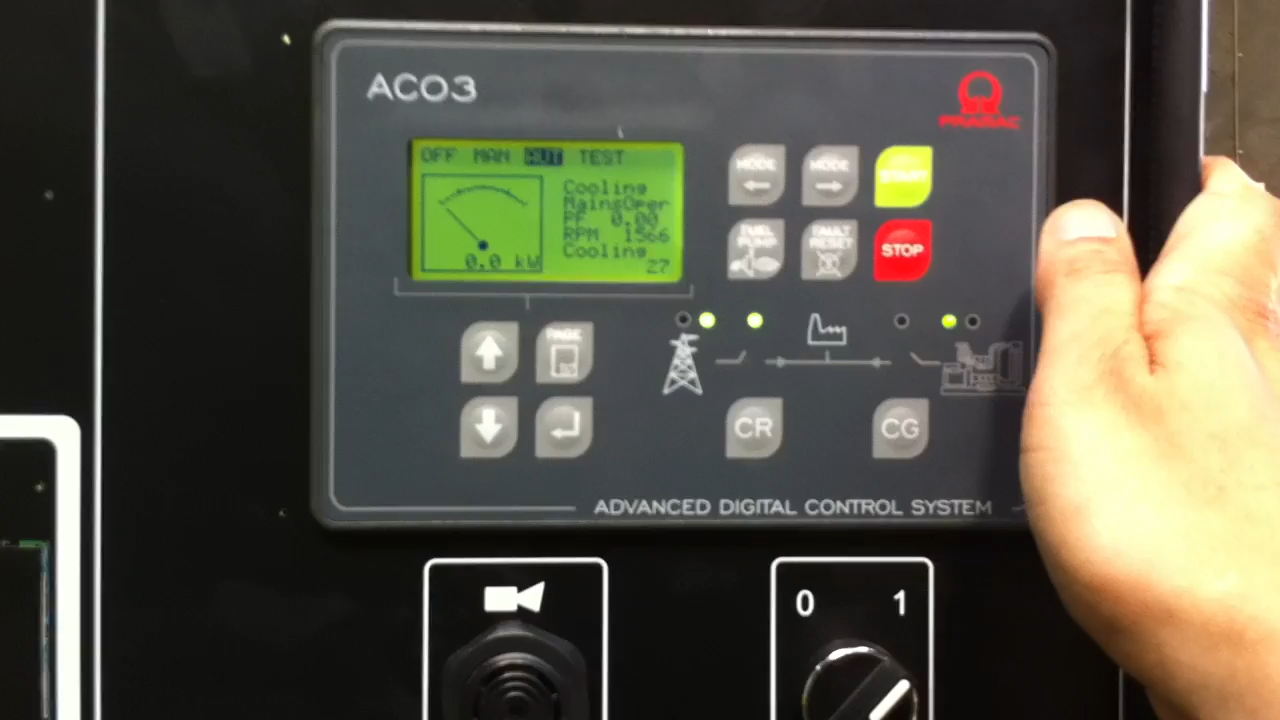 ACO3
PRAMAC
OFF MAN AUT TEST
Cooling
MainsOper
PF 0.00
RPM 1566
Cooling
27
0.0 kW
MODE
MODE
START
FUEL PUMP
FAULT RESET
STOP
PAGE
CR
CG
ADVANCED DIGITAL CONTROL SYSTEM
0 1